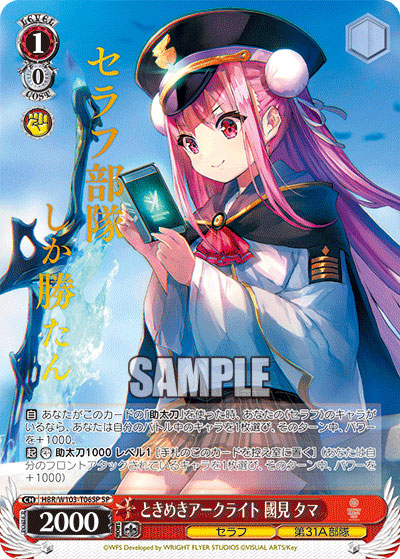 LEVEL
1
0
COST
セラフ部隊
しか勝たん
SAMPLE
自 あなたがこのカードの『助太刀』を使った時、あなたの《セラフ》のキャラが
いるなら、あなたは自分のバトル中のキャラを1枚選び、そのターン中、パワー
を+1000。
起 助太刀1000 レベル1 [手札のこのカードを控え室に置く] (あなたは自
分のフロントアタックされているキャラを1枚選び、そのターン中、パワーを
+1000)
CH HBR/W103-T06SP SP
ときめきアークライト 國見 タマ
2000
セラフ
第31A部隊
©WFS Developed by WRIGHT FLYER STUDIOS ©VISUAL ARTS/Key